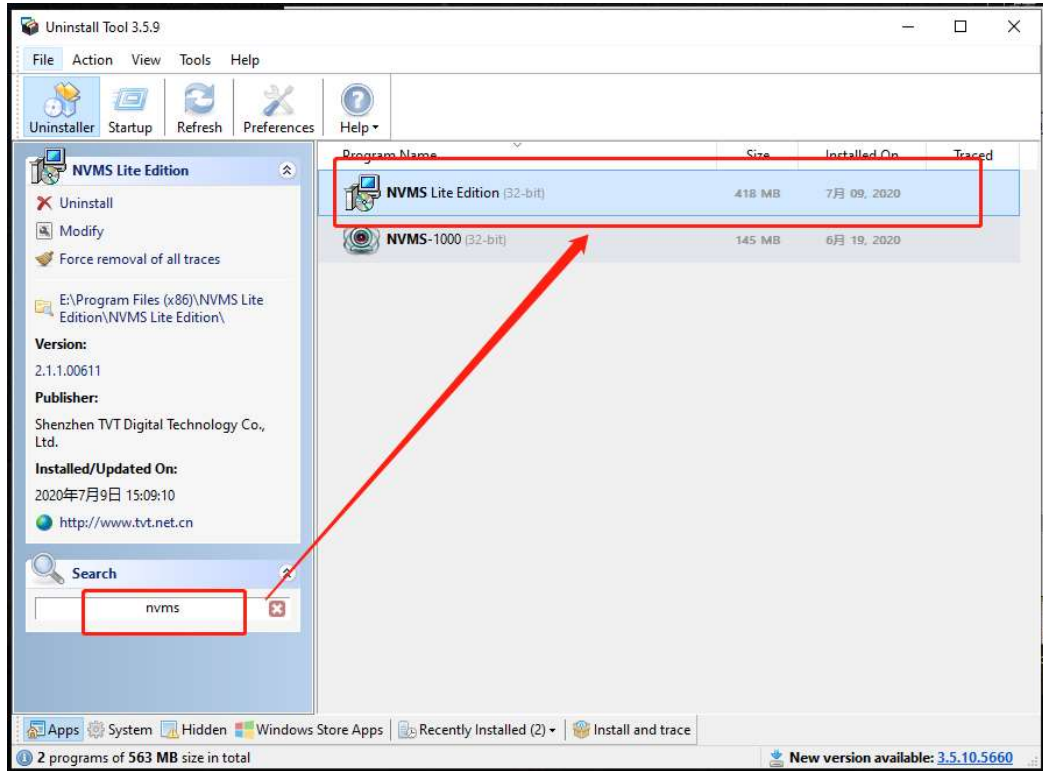 Uninstall Tool 3.5.9
File Action View Tools Help
Uninstaller Startup Refresh Preferences Help
NVMS Lite Edition
Uninstall
Modify
Force removal of all traces
E:\Program Files (x86)\NVMS Lite
Edition\NVMS Lite Edition\
Version:
2.1.1.00611
Publisher:
Shenzhen TVT Digital Technology Co.,
Ltd.
Installed/Updated On:
2020年7月9日 15:09:10
http://www.tvt.net.cn
Search
nvms
Program Name Size Installed On Traced
NVMS Lite Edition (32-bit) 418 MB 7月 09, 2020
NVMS-1000 (32-bit) 145 MB 6月 19, 2020
Apps System Hidden Windows Store Apps Recently Installed (2) Install and trace
2 programs of 563 MB size in total New version available: 3.5.10.5660